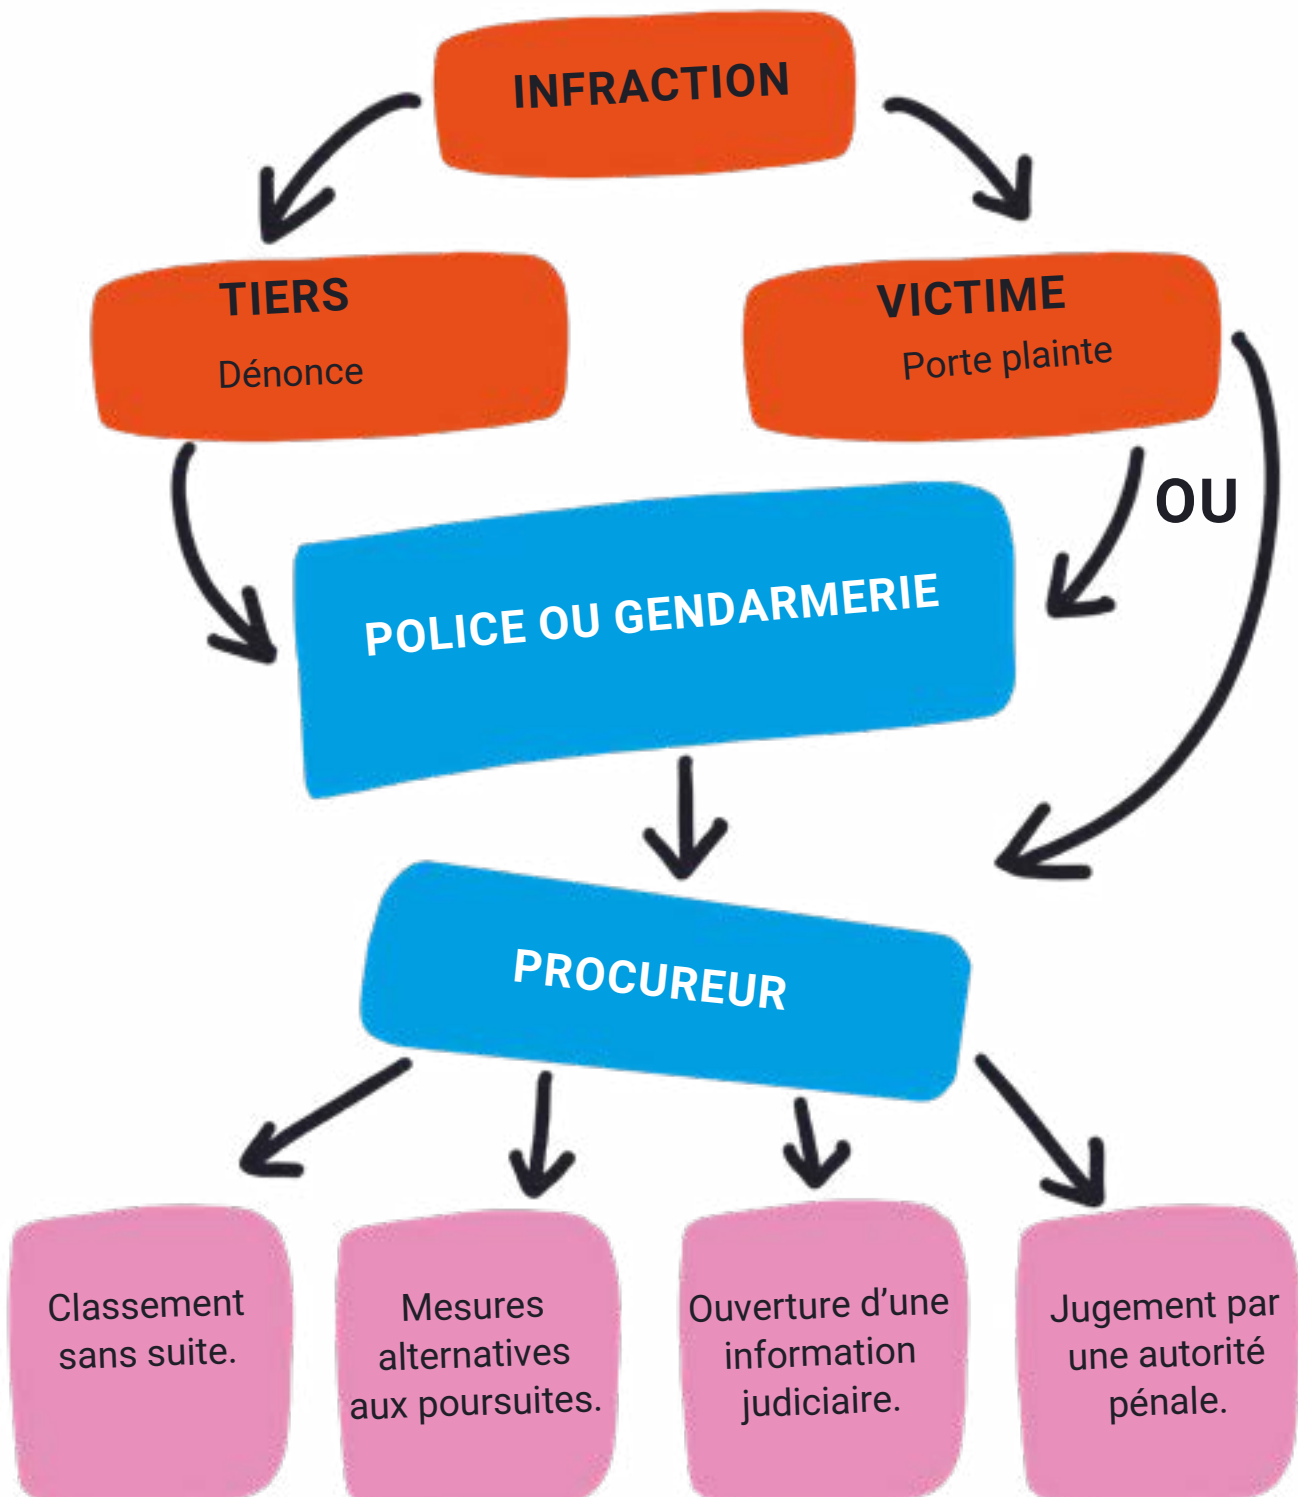 INFRACTION
TIERS
Dénonce
VICTIME
Porte plainte
OU
POLICE OU GENDARMERIE
PROCUREUR
Classement
sans suite.
Mesures
alternatives
aux poursuites.
Ouverture d’une
information
judiciaire.
Jugement par
une autorité
pénale.